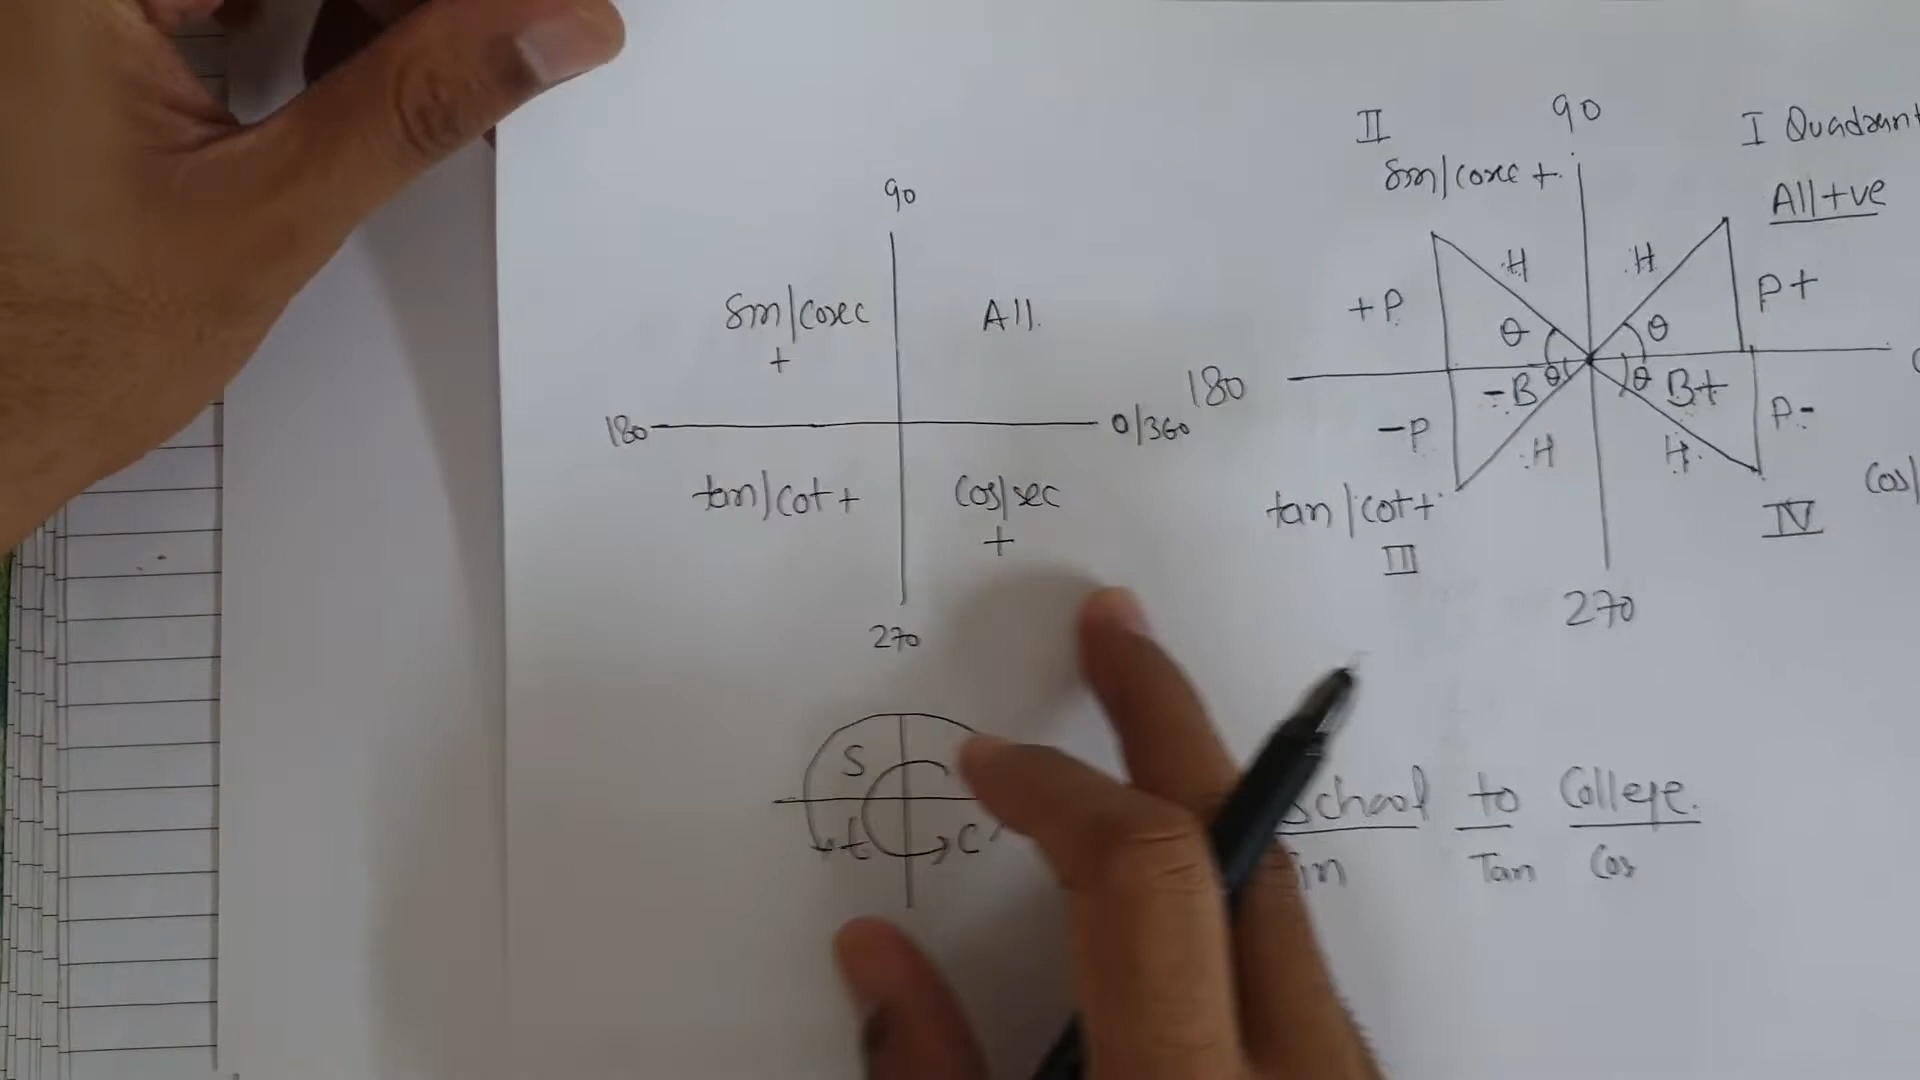 90
sin/cosec
+
All.
180
0/360
tan/cot +
cos/sec
+
270
S
t
C
II
90
I Quadrant
sin/cosec +
All +ve
H
H
+P
P+
θ
θ
180
-B
θ
θ
B+
-P
P-
H
H
tan/cot +
cos/
III
IV
270
School to College.
Tan
Cos